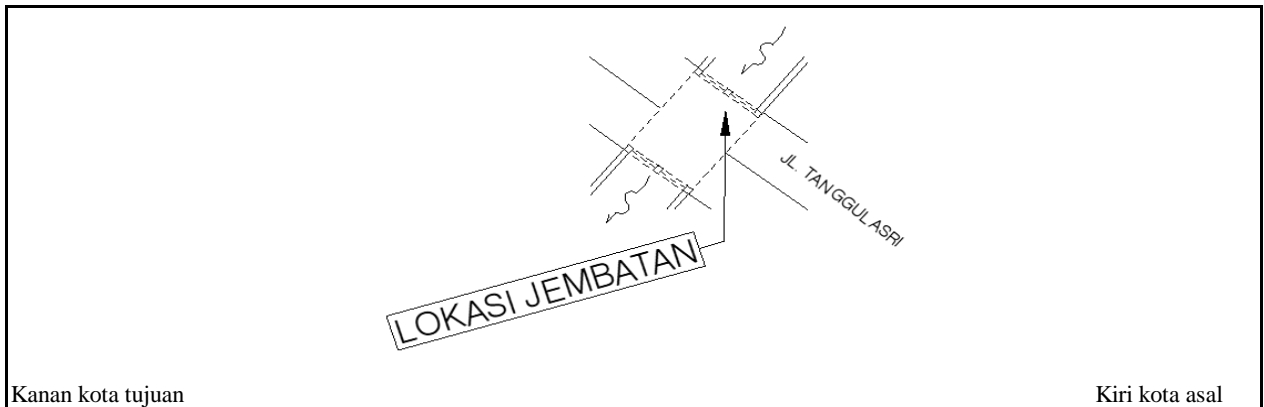 JL. TANGGULASRI
LOKASI JEMBATAN
Kanan kota tujuan
Kiri kota asal